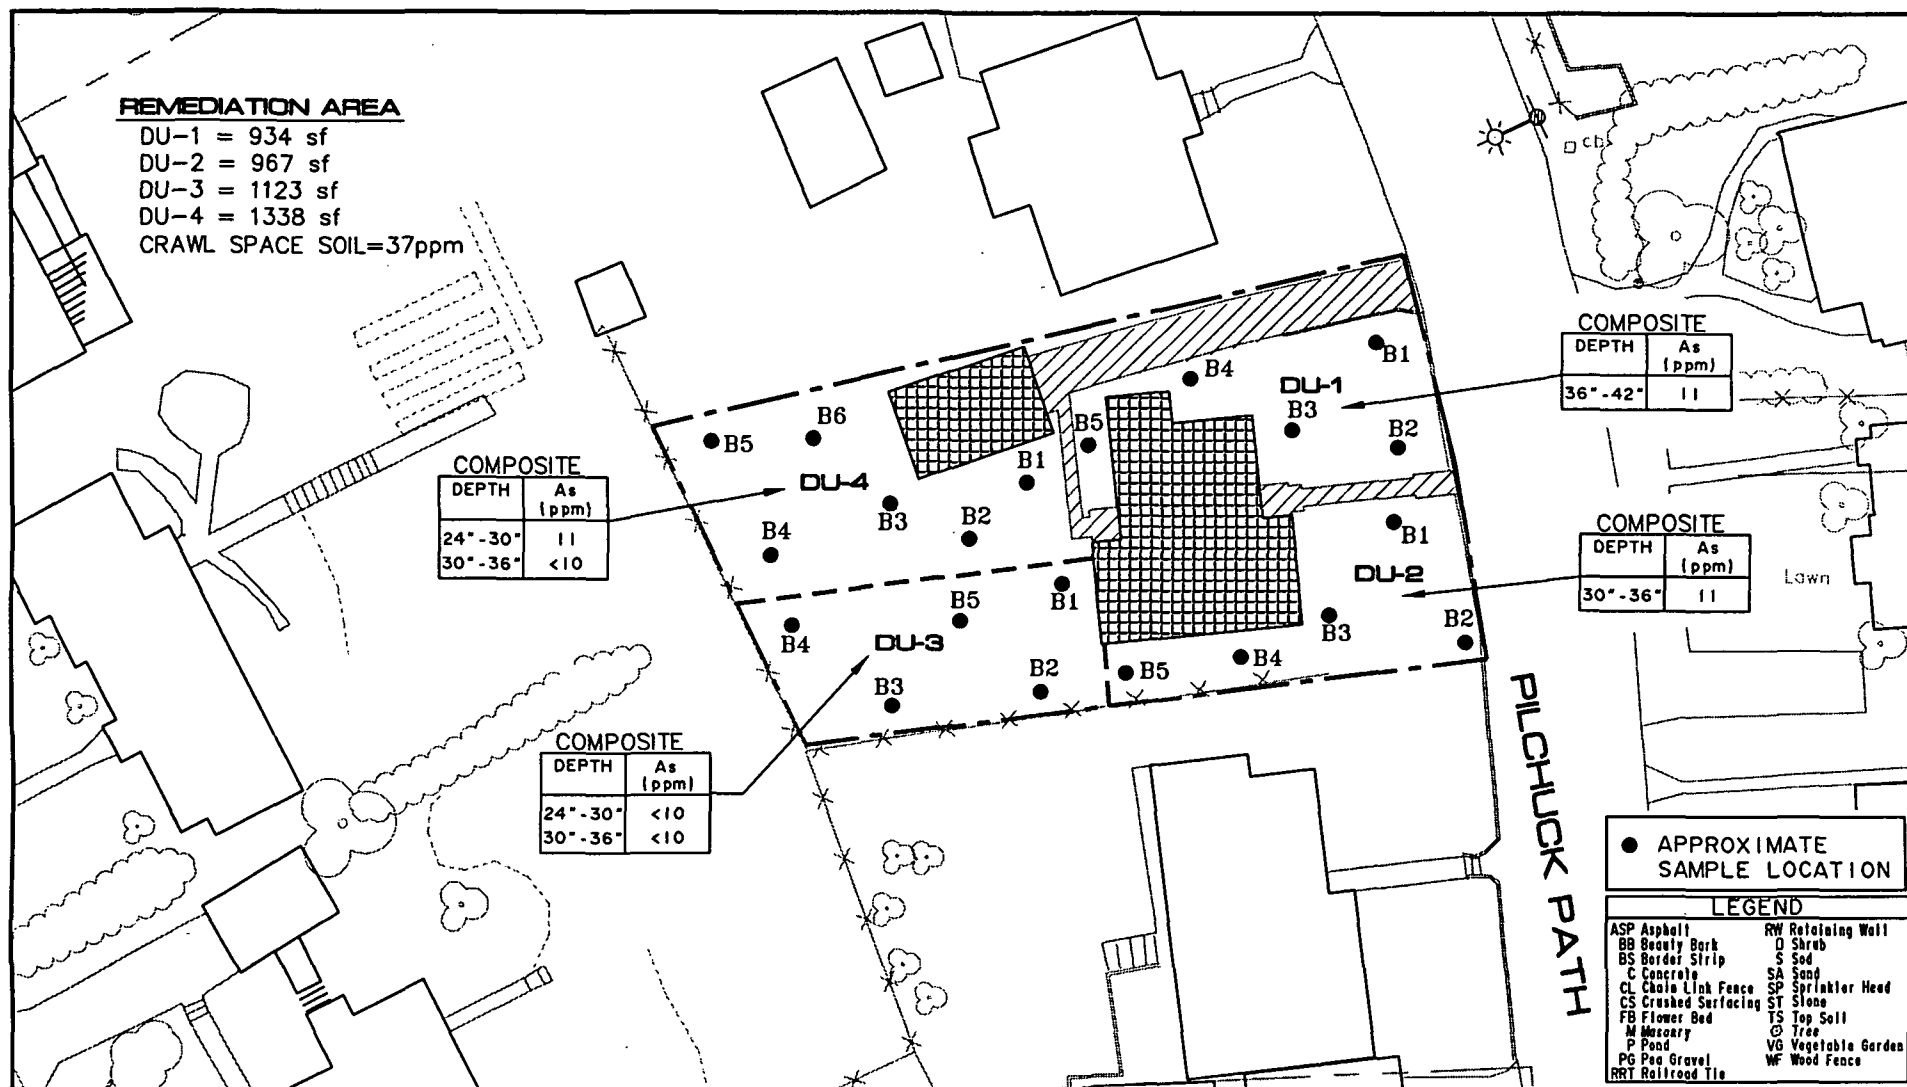 REMEDIATION AREA
DU-1 = 934 sf
DU-2 = 967 sf
DU-3 = 1123 sf
DU-4 = 1338 sf
CRAWL SPACE SOIL=37ppm
cb
COMPOSITE
DEPTH As (ppm)
36"-42" 11
B1
B4
DU-1
B3
B2
B5
B6
B5
B1
DU-4
B3
B2
B4
COMPOSITE
DEPTH As (ppm)
24"-30" 11
30"-36" <10
COMPOSITE
DEPTH As (ppm)
30"-36" 11
Lawn
B1
DU-2
B3
B2
B4
B5
B1
B5
B4
DU-3
B2
B3
COMPOSITE
DEPTH As (ppm)
24"-30" <10
30"-36" <10
PILCHUCK PATH
APPROXIMATE
SAMPLE LOCATION
LEGEND
ASP Asphalt RW Retaining Wall
BB Beauty Bark Shrub
BS Border Strip S Sod
C Concrete SA Sand
CL Chain Link Fence SP Sprinkler Head
CS Crushed Surfacing ST Stone
FB Flower Bed TS Top Soil
M Masonry Tree
P Pond VG Vegetable Garden
PG Pea Gravel WF Wood Fence
RRT Railroad Tie